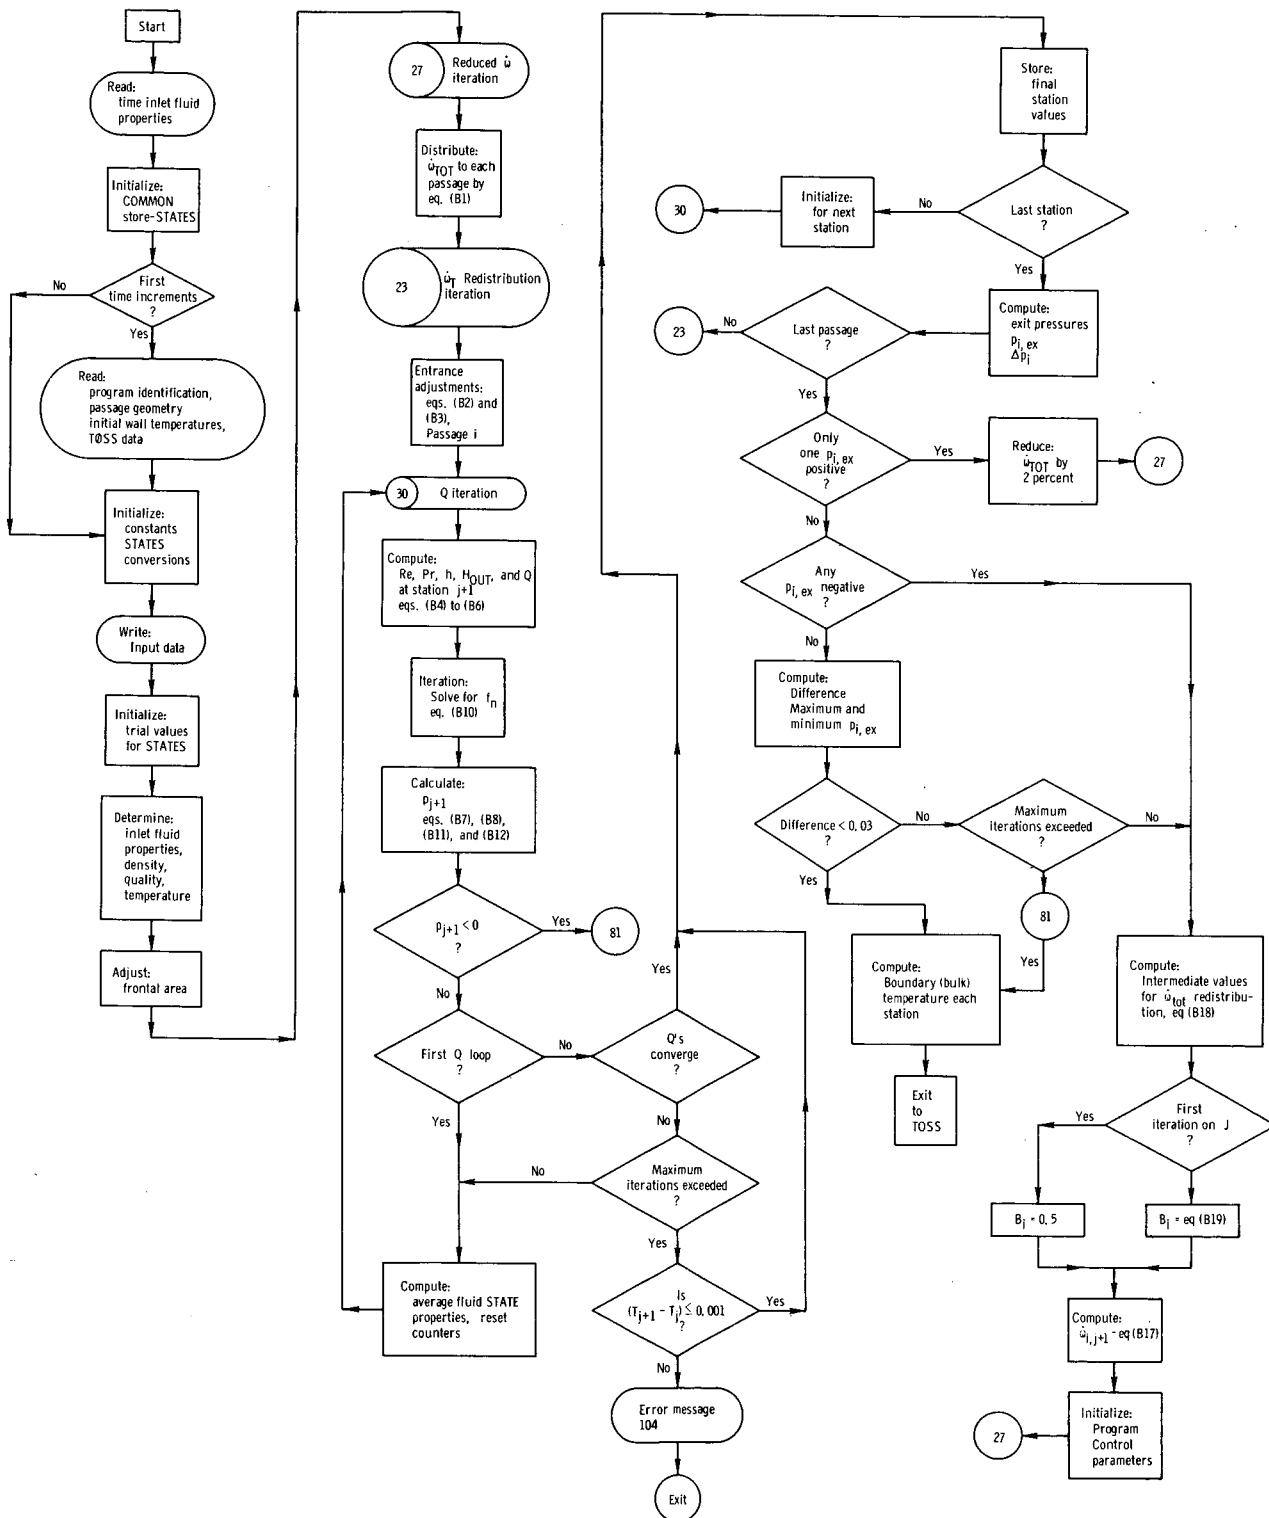 Start
Read:
time inlet fluid
properties
Initialize:
COMMON
store-STATES
First
time increments
?
No
Yes
Read:
program identification,
passage geometry
initial wall temperatures,
TØSS data
Initialize:
constants
STATES
conversions
Write:
Input data
Initialize:
trial values
for STATES
Determine:
inlet fluid
properties,
density,
quality,
temperature
Adjust:
frontal area
27
Reduced ω̇
iteration
Distribute:
ω̇TOT to each
passage by
eq. (B1)
23
ω̇T Redistribution
iteration
Entrance
adjustments:
eqs. (B2) and
(B3),
Passage i
30
Q iteration
Compute:
Re, Pr, h, HOUT, and Q
at station j+1
eqs. (B4) to (B6)
Iteration:
Solve for fn
eq. (B10)
Calculate:
pj+1
eqs. (B7), (B8),
(B11), and (B12)
pj+1 < 0
?
Yes
81
No
First Q loop
?
No
Yes
Q's
converge
?
Yes
No
Maximum
iterations exceeded
?
No
Yes
Compute:
average fluid STATE
properties, reset
counters
Is
(Tj+1 - Tj) ≤ 0.001
?
Yes
No
Error message
104
Exit
Store:
final
station
values
Last station
?
No
Initialize:
for next
station
30
Yes
Compute:
exit pressures
pi, ex
Δpi
Last passage
?
No
23
Yes
Only
one pi, ex
positive
?
Yes
Reduce:
ω̇TOT by
2 percent
27
No
Any
pi, ex negative
?
Yes
No
Compute:
Difference
Maximum and
minimum pi, ex
Difference < 0.03
?
No
Yes
Maximum
iterations exceeded
?
No
81
Yes
Compute:
Boundary (bulk)
temperature each
station
Exit
to
TOSS
Compute:
Intermediate values
for ω̇tot redistribu-
tion, eq (B18)
First
iteration on J
?
Yes
No
Bi = 0.5
Bi = eq (B19)
Compute:
ω̇i, j+1 - eq (B17)
Initialize:
Program
Control
parameters
27